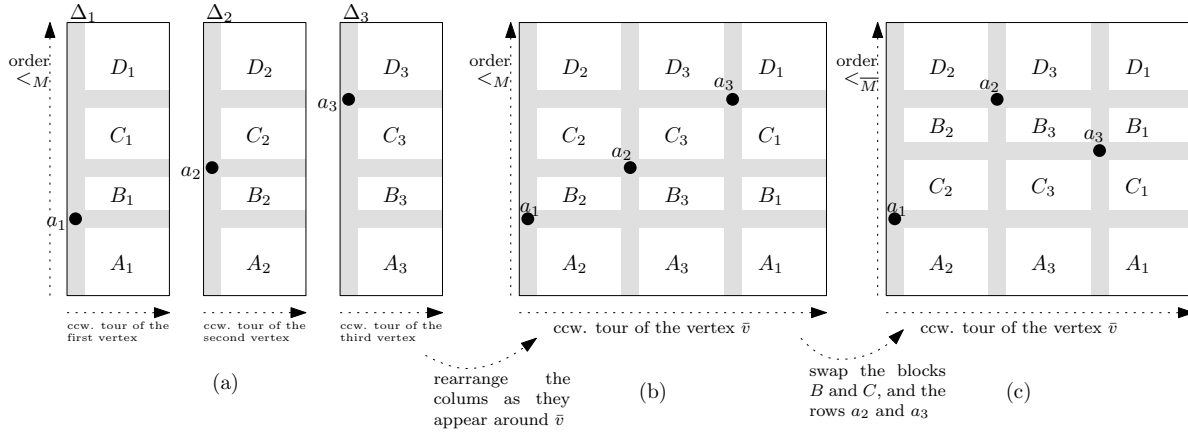 Δ₁ Δ₂ Δ₃
order
<_M
D₁ D₂ D₃
a₃
C₁ C₂ C₃
a₂
B₁ B₂ B₃
a₁
A₁ A₂ A₃
ccw. tour of the
first vertex
ccw. tour of the
second vertex
ccw. tour of the
third vertex
(a)
rearrange the
colums as they
appear around v̄
order
<_M
D₂ D₃ D₁
a₃
C₂ C₃ C₁
a₂
B₂ B₃ B₁
a₁
A₂ A₃ A₁
ccw. tour of the vertex v̄
(b)
swap the blocks
B and C, and the
rows a₂ and a₃
order
<_M̅
D₂ D₃ D₁
a₂
B₂ B₃ B₁
a₃
C₂ C₃ C₁
a₁
A₂ A₃ A₁
ccw. tour of the vertex v̄
(c)